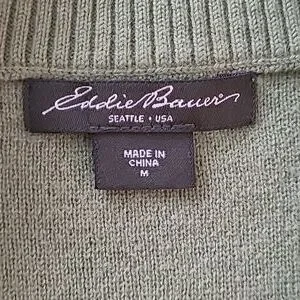 Eddie Bauer
SEATTLE • USA
MADE IN
CHINA
M